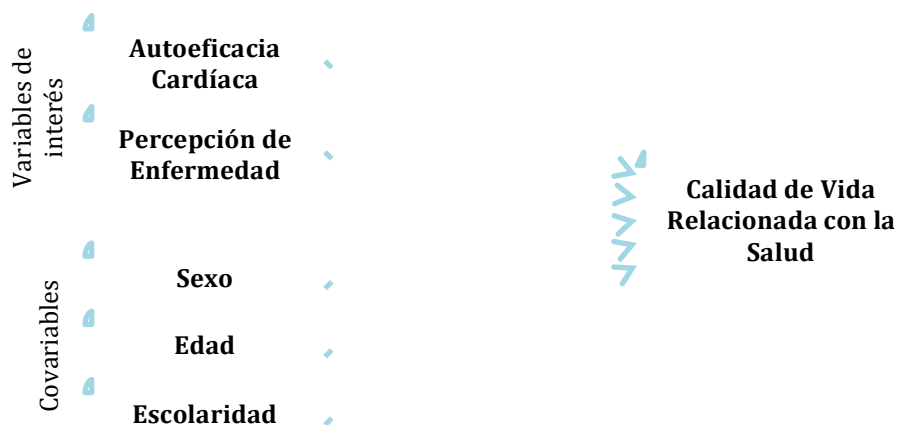 Variables de
interés
Autoeficacia
Cardíaca
Percepción de
Enfermedad
Covariables
Sexo
Edad
Escolaridad
Calidad de Vida
Relacionada con la
Salud